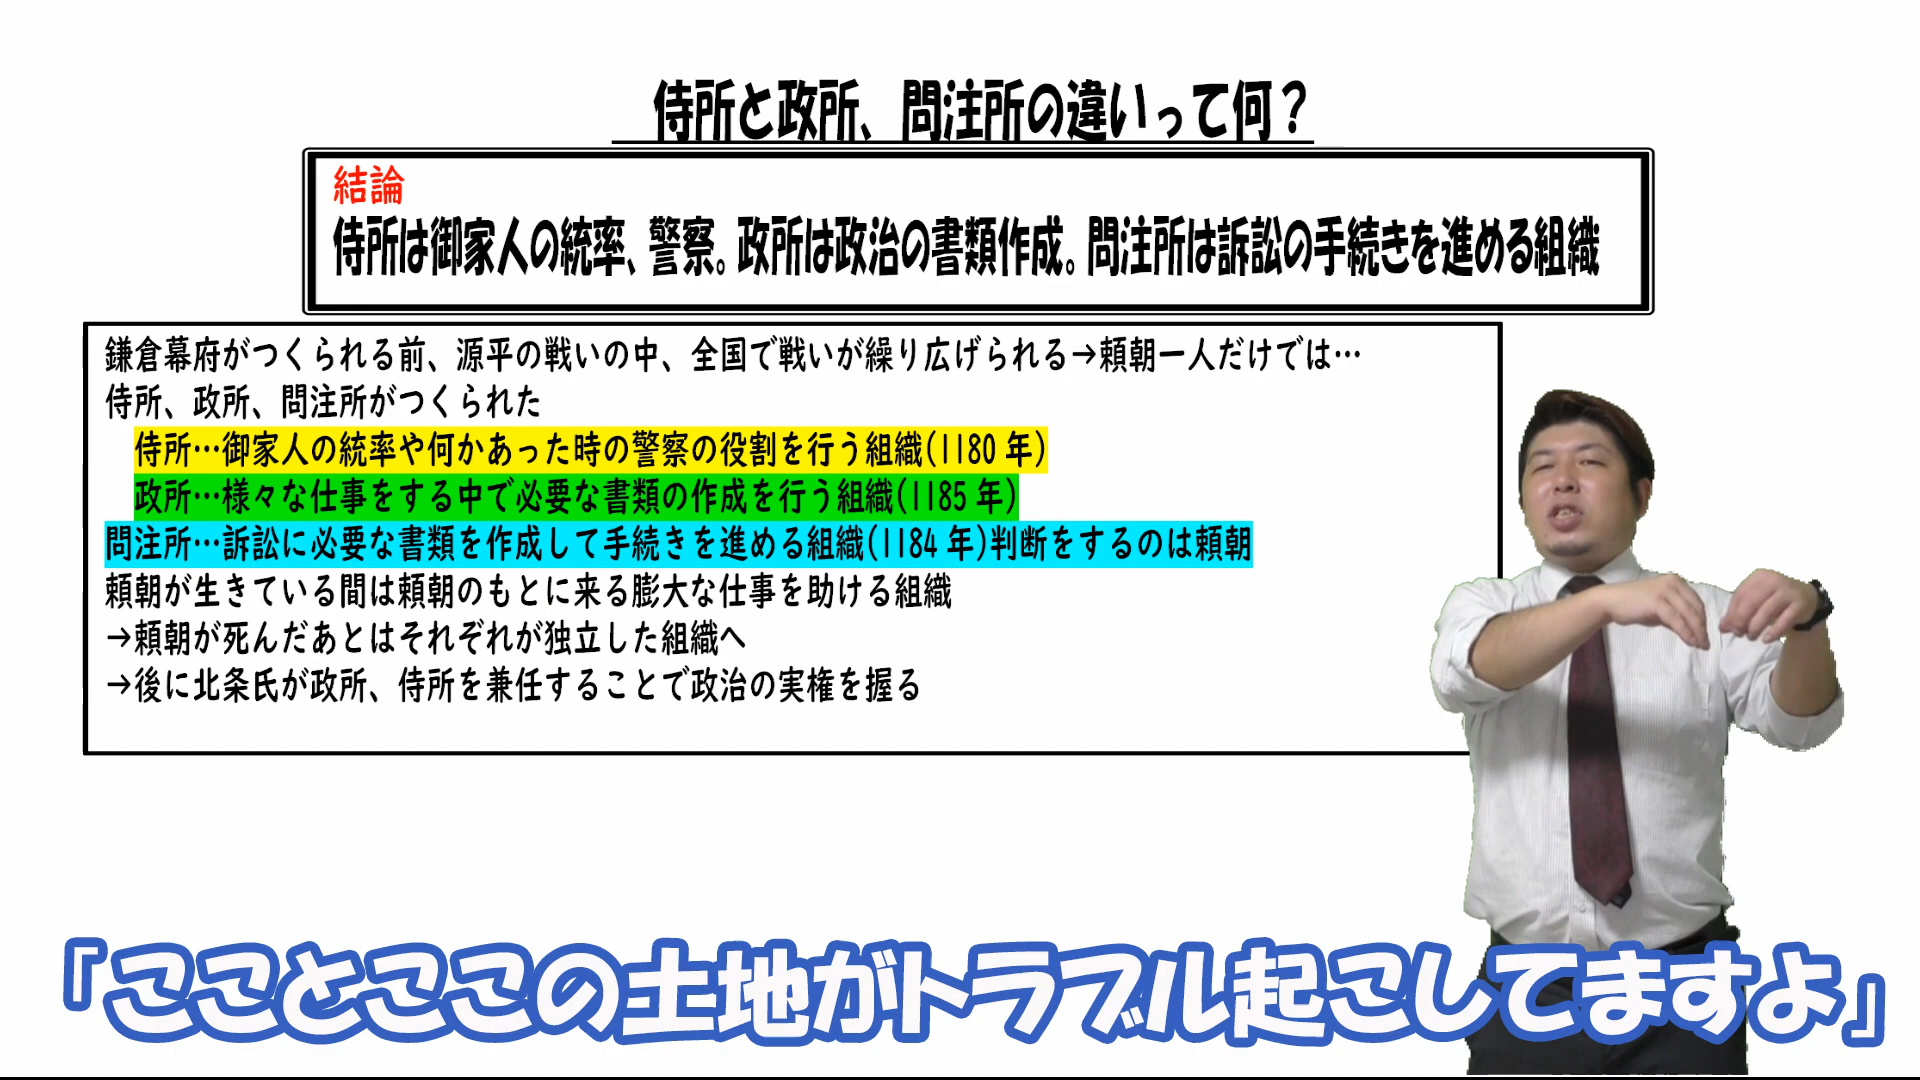 侍所と政所、問注所の違いって何？
結論
侍所は御家人の統率、警察。政所は政治の書類作成。問注所は訴訟の手続きを進める組織
鎌倉幕府がつくられる前、源平の戦いの中、全国で戦いが繰り広げられる→頼朝一人だけでは…
侍所、政所、問注所がつくられた
侍所…御家人の統率や何かあった時の警察の役割を行う組織(1180年)
政所…様々な仕事をする中で必要な書類の作成を行う組織(1185年)
問注所…訴訟に必要な書類を作成して手続きを進める組織(1184年)判断をするのは頼朝
頼朝が生きている間は頼朝のもとに来る膨大な仕事を助ける組織
→頼朝が死んだあとはそれぞれが独立した組織へ
→後に北条氏が政所、侍所を兼任することで政治の実権を握る
「こことここの土地がトラブル起こしてますよ」